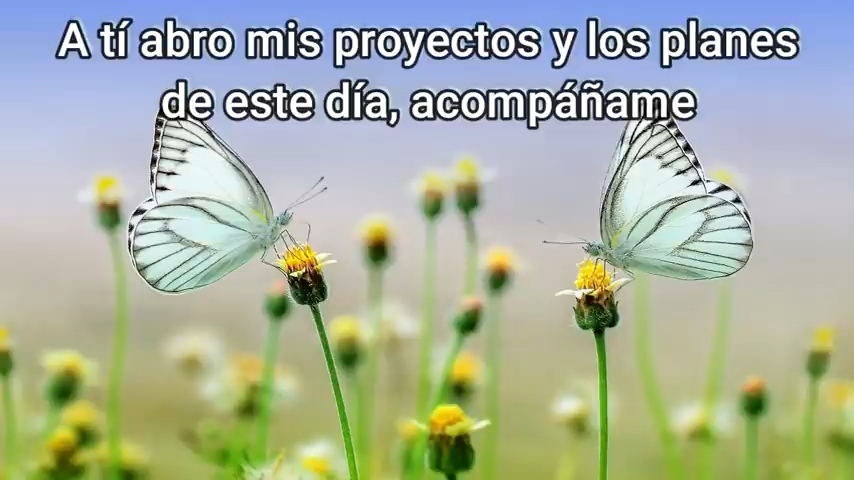 A tí abro mis proyectos y los planes
de este día, acompáñame